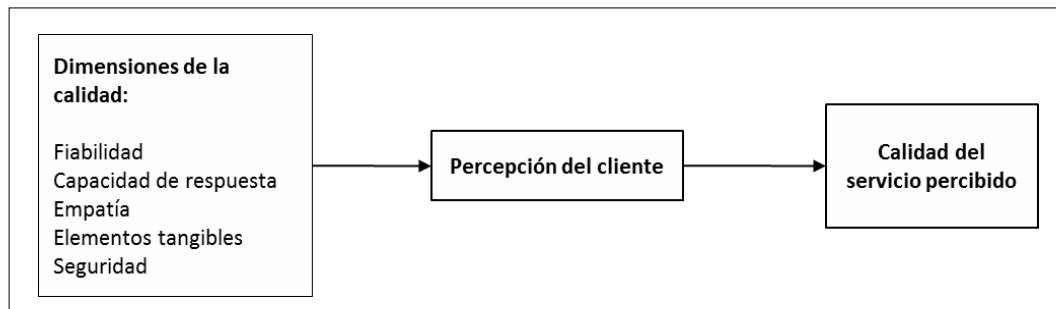 Dimensiones de la
calidad:
Fiabilidad
Capacidad de respuesta
Empatía
Elementos tangibles
Seguridad
Percepción del cliente
Calidad del
servicio percibido